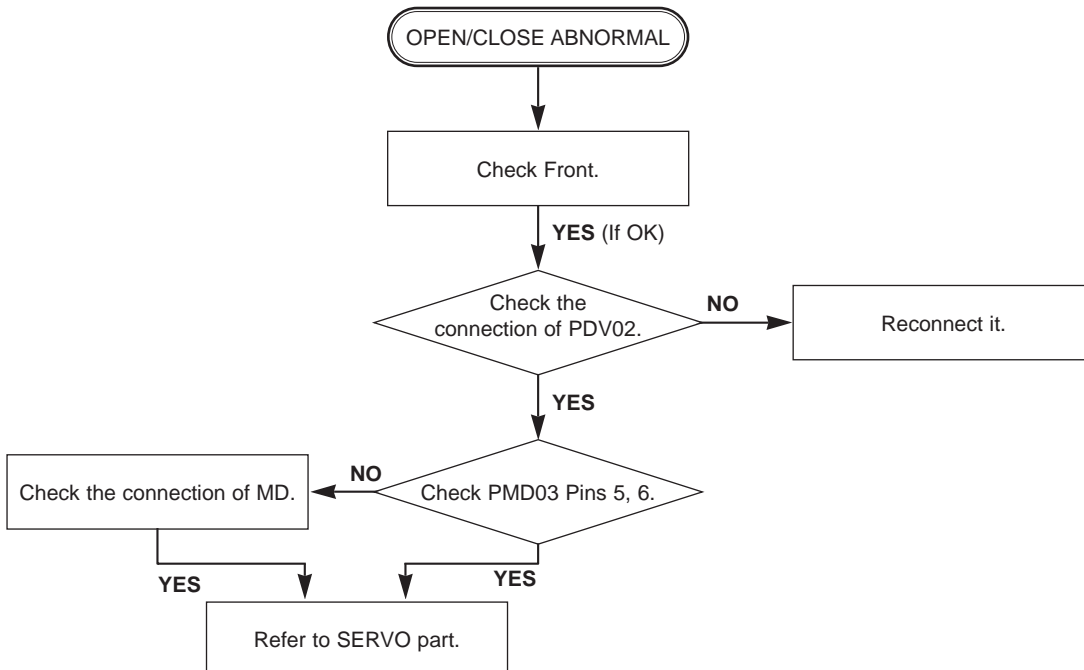 OPEN/CLOSE ABNORMAL
Check Front.
YES (If OK)
Check the
connection of PDV02.
NO
Reconnect it.
YES
Check PMD03 Pins 5, 6.
NO
Check the connection of MD.
YES
YES
Refer to SERVO part.